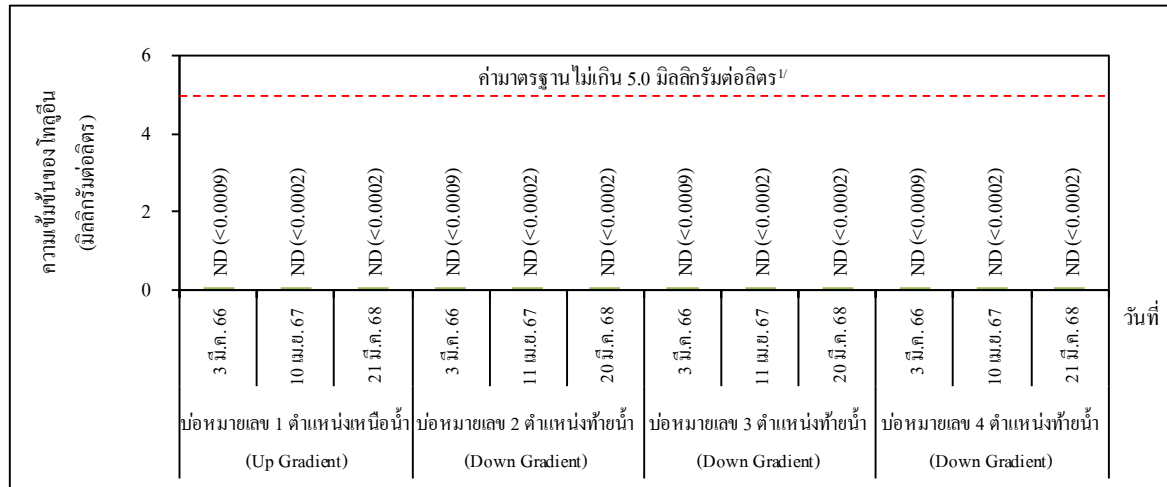 6
ค่ามาตรฐานไม่เกิน 5.0 มิลลิกรัมต่อลิตร1/
4
2
0
ความเข้มข้นของโทลูอีน
(มิลลิกรัมต่อลิตร)
ND (<0.0009)
ND (<0.0002)
ND (<0.0002)
ND (<0.0009)
ND (<0.0002)
ND (<0.0002)
ND (<0.0009)
ND (<0.0002)
ND (<0.0002)
ND (<0.0009)
ND (<0.0002)
ND (<0.0002)
3 มี.ค. 66
10 เม.ย. 67
21 มี.ค. 68
3 มี.ค. 66
11 เม.ย. 67
20 มี.ค. 68
3 มี.ค. 66
11 เม.ย. 67
20 มี.ค. 68
3 มี.ค. 66
10 เม.ย. 67
21 มี.ค. 68
วันที่
บ่อหมายเลข 1 ตำแหน่งเหนือน้ำ
(Up Gradient)
บ่อหมายเลข 2 ตำแหน่งท้ายน้ำ
(Down Gradient)
บ่อหมายเลข 3 ตำแหน่งท้ายน้ำ
(Down Gradient)
บ่อหมายเลข 4 ตำแหน่งท้ายน้ำ
(Down Gradient)